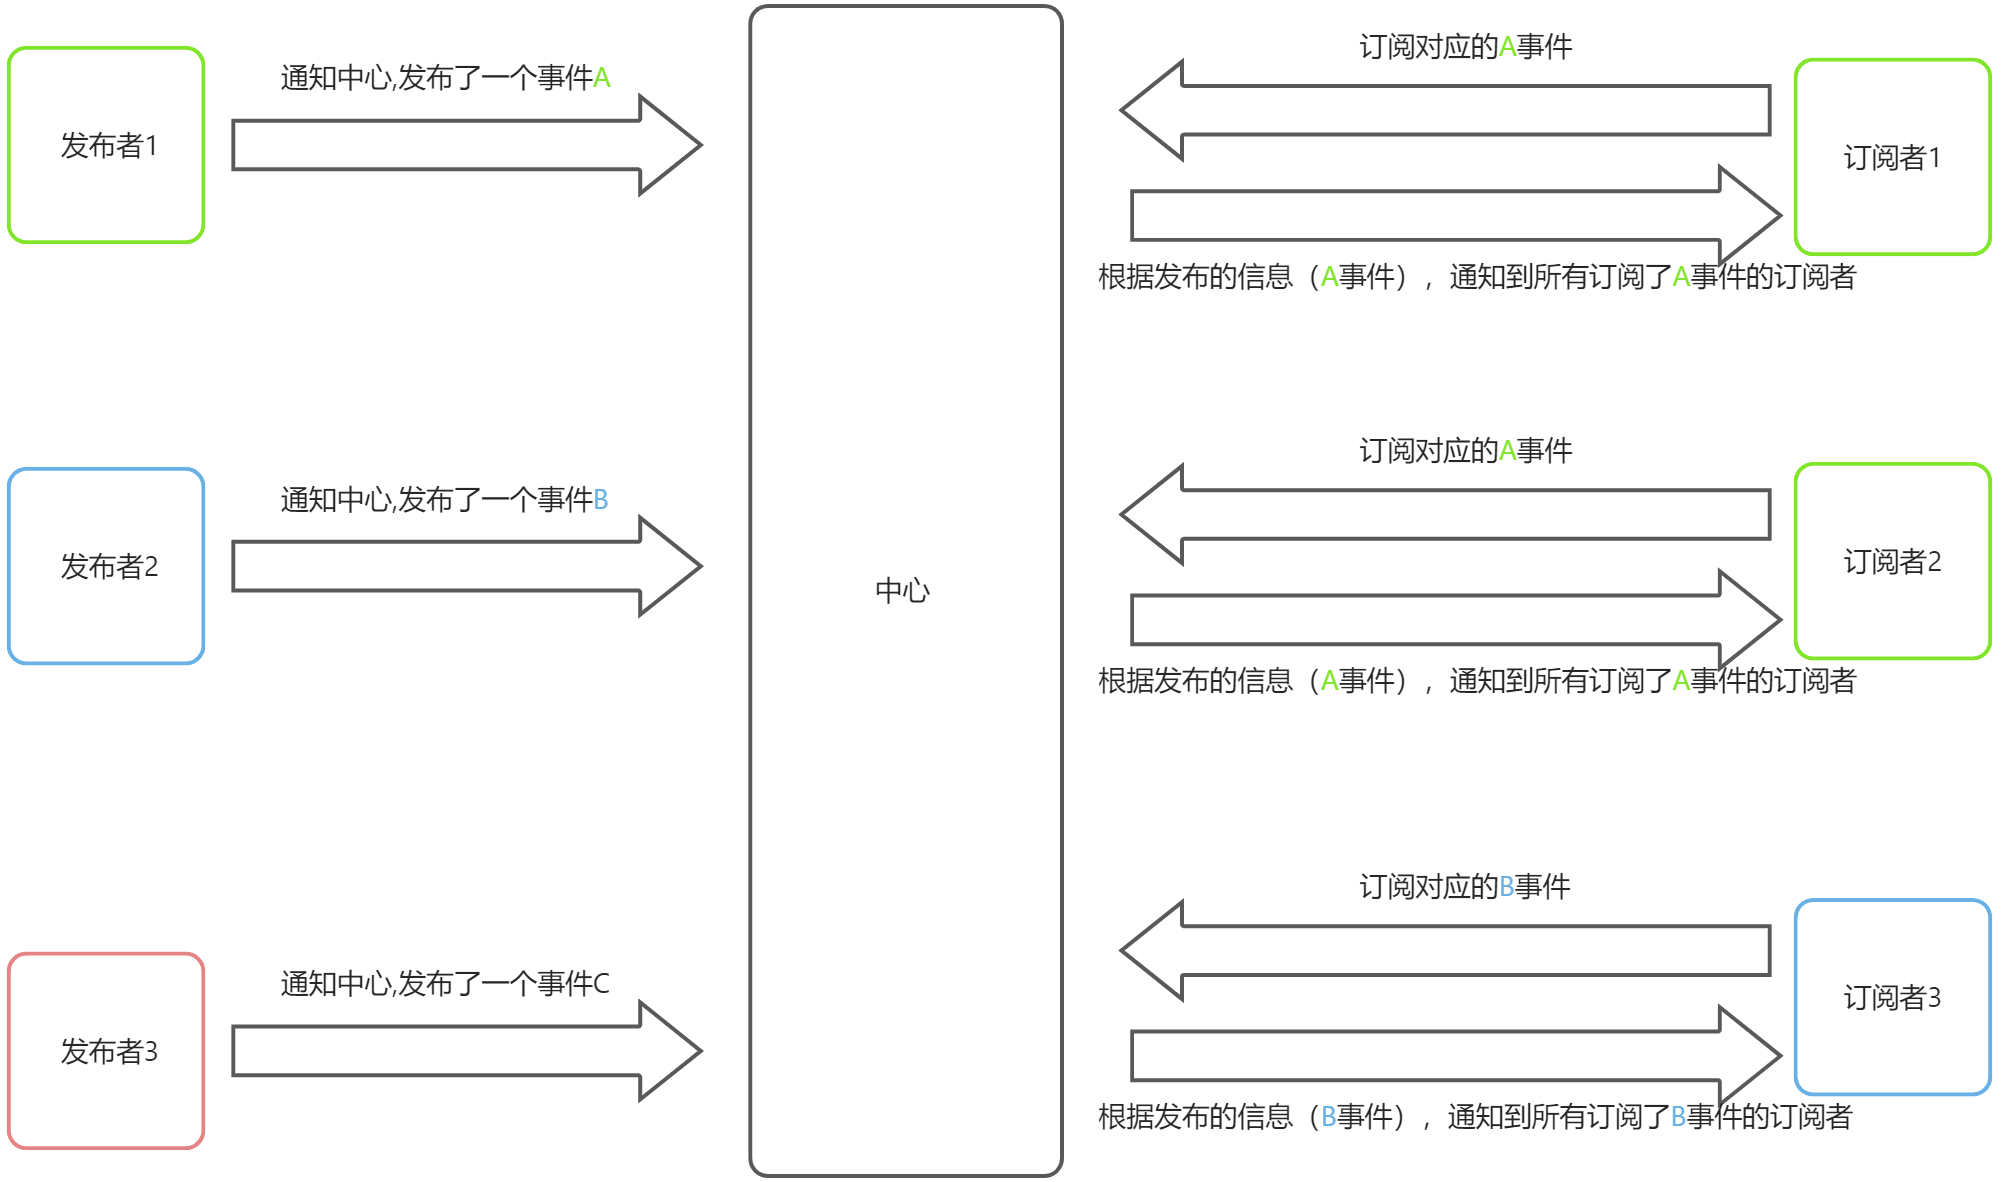 发布者1
通知中心,发布了一个事件A
订阅对应的A事件
订阅者1
根据发布的信息（A事件），通知到所有订阅了A事件的订阅者
发布者2
通知中心,发布了一个事件B
中心
订阅对应的A事件
订阅者2
根据发布的信息（A事件），通知到所有订阅了A事件的订阅者
发布者3
通知中心,发布了一个事件C
订阅对应的B事件
订阅者3
根据发布的信息（B事件），通知到所有订阅了B事件的订阅者